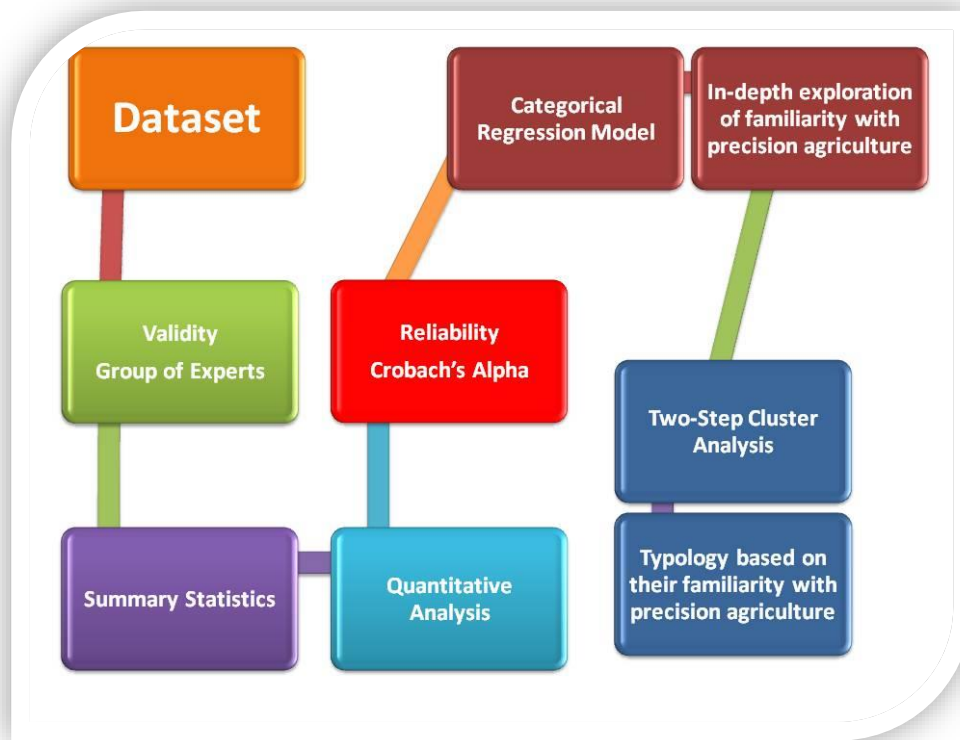 Dataset
Validity
Group of Experts
Summary Statistics
Quantitative
Analysis
Reliability
Crobach's Alpha
Categorical
Regression Model
In-depth exploration
of familiarity with
precision agriculture
Two-Step Cluster
Analysis
Typology based on
their familiarity with
precision agriculture